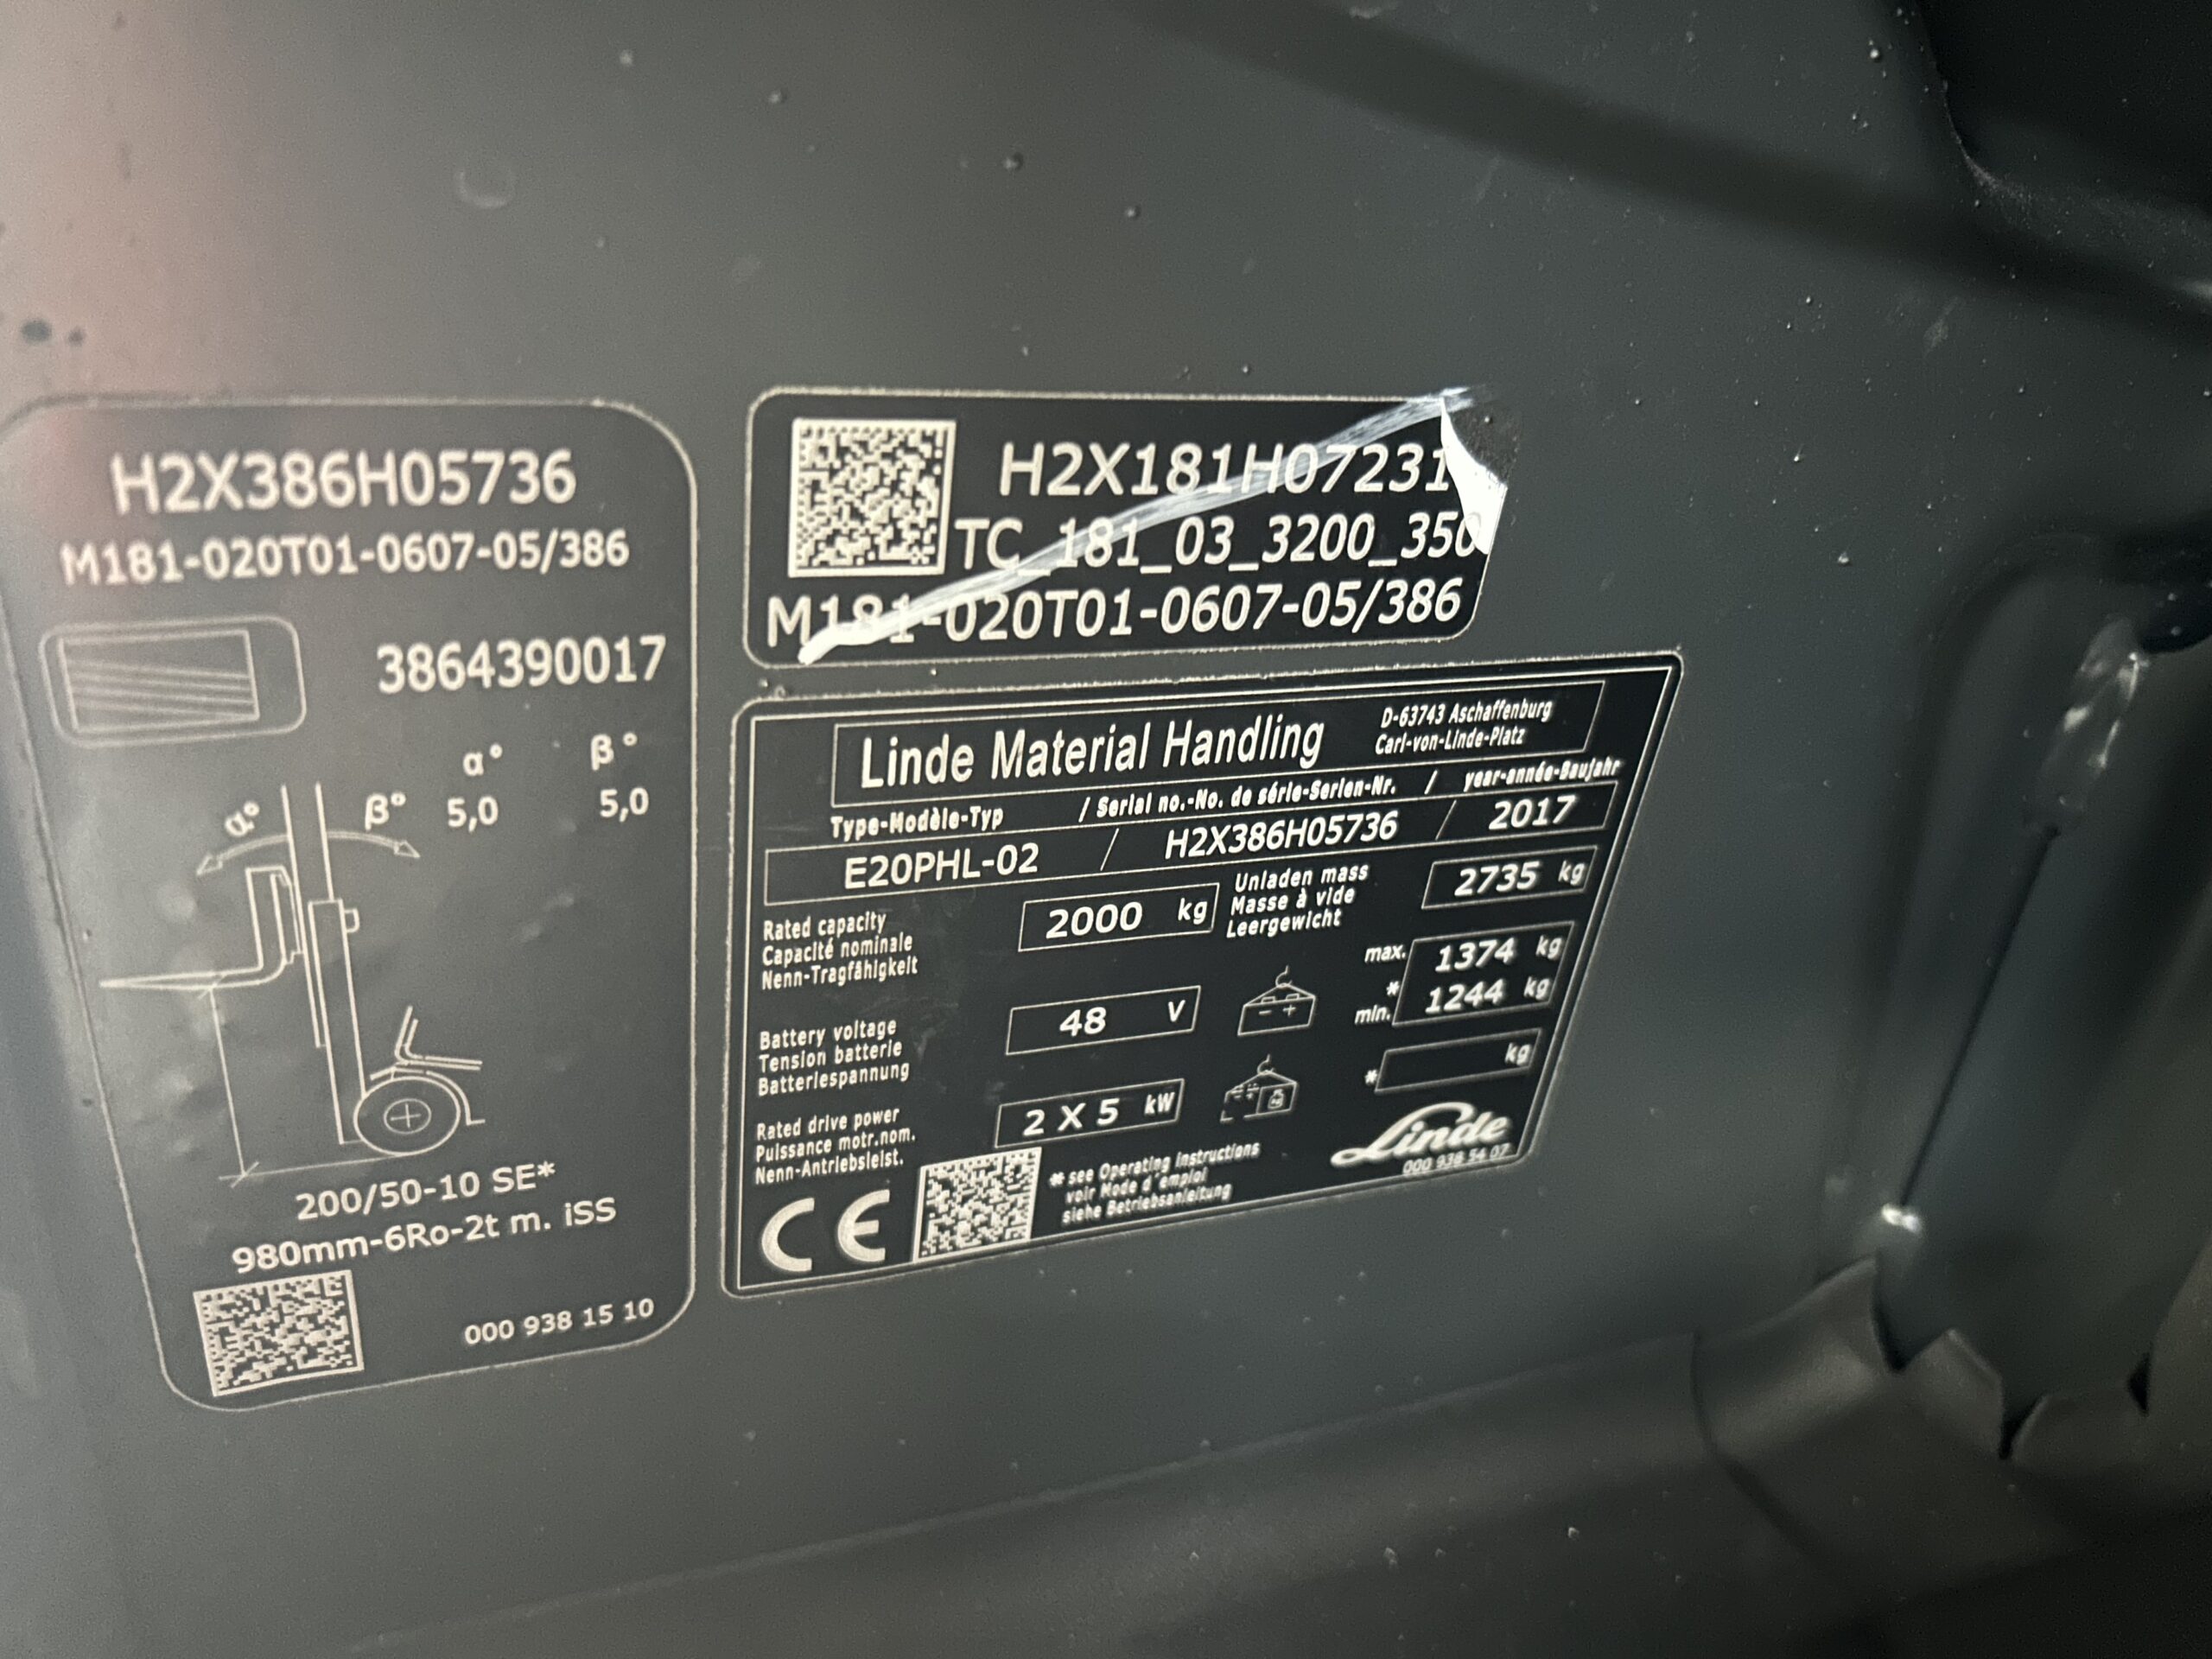 H2X386H05736
M181-020T01-0607-05/386
3864390017
α° β°
5,0 5,0
α° β°
200/50-10 SE*
980mm-6Ro-2t m. iSS
000 938 15 10
H2X181H07231
TC_181_03_3200_350
M181-020T01-0607-05/386
Linde Material Handling
D-63743 Aschaffenburg
Carl-von-Linde-Platz
Type-Modèle-Typ / Serial no.-No. de série-Serien-Nr. / year-année-Baujahr
E20PHL-02 / H2X386H05736 / 2017
Rated capacity
Capacité nominale
Nenn-Tragfähigkeit
2000 kg
Unladen mass
Masse à vide
Leergewicht
2735 kg
Battery voltage
Tension batterie
Batteriespannung
48 V
- +
max. 1374 kg
*
min. 1244 kg
Rated drive power
Puissance motr.nom.
Nenn-Antriebsleist.
2 X 5 kW
* kg
CE
* see Operating instructions
voir Mode d'emploi
siehe Betriebsanleitung
Linde
000 938 54 07